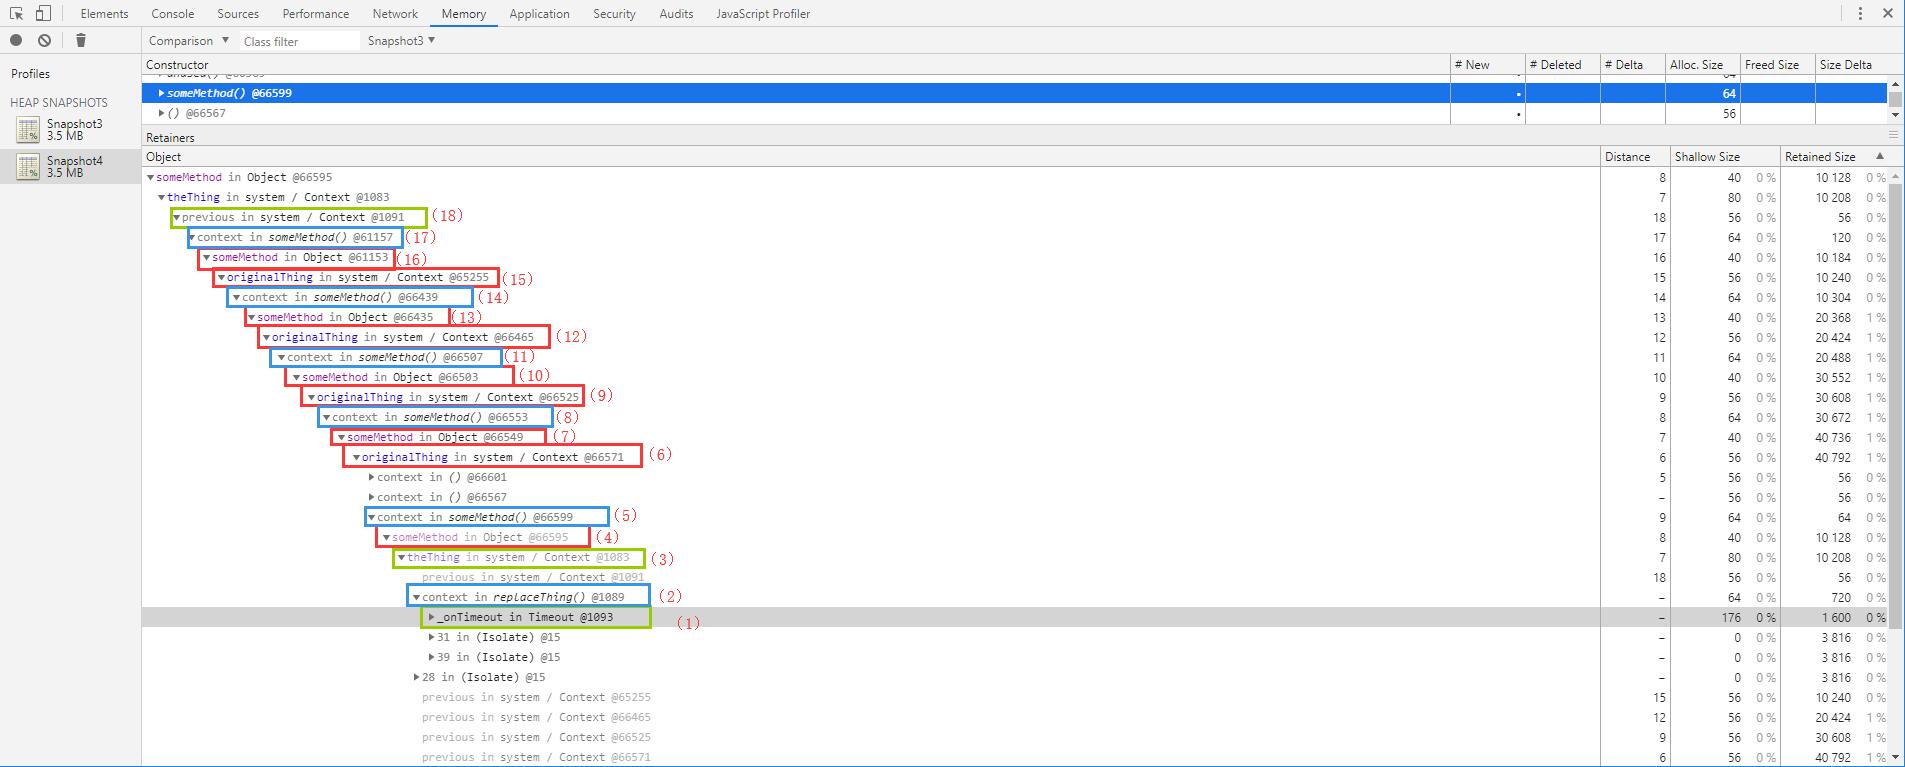 Elements Console Sources Performance Network Memory Application Security Audits JavaScript Profiler
Comparison ▼ Class filter Snapshot3 ▼
Profiles
HEAP SNAPSHOTS
Snapshot3
3.5 MB
Snapshot4
3.5 MB
Constructor # New # Deleted # Delta Alloc. Size Freed Size Size Delta
▶someMethod() @66599 • 64
▶() @66567 • 56
Retainers
Object Distance Shallow Size Retained Size ▲
▼someMethod in Object @66595 8 40 0 % 10 128 0 %
▼theThing in system / Context @1083 7 80 0 % 10 208 0 %
▼previous in system / Context @1091 (18) 18 56 0 % 56 0 %
▼context in someMethod() @61157 (17) 17 64 0 % 120 0 %
▼someMethod in Object @61153 (16) 16 40 0 % 10 184 0 %
▼originalThing in system / Context @65255 (15) 15 56 0 % 10 240 0 %
▼context in someMethod() @66439 (14) 14 64 0 % 10 304 0 %
▼someMethod in Object @66435 (13) 13 40 0 % 20 368 1 %
▼originalThing in system / Context @66465 (12) 12 56 0 % 20 424 1 %
▼context in someMethod() @66507 (11) 11 64 0 % 20 488 1 %
▼someMethod in Object @66503 (10) 10 40 0 % 30 552 1 %
▼originalThing in system / Context @66525 (9) 9 56 0 % 30 608 1 %
▼context in someMethod() @66553 (8) 8 64 0 % 30 672 1 %
▼someMethod in Object @66549 (7) 7 40 0 % 40 736 1 %
▼originalThing in system / Context @66571 (6) 6 56 0 % 40 792 1 %
▶context in () @66601 5 56 0 % 56 0 %
▶context in () @66567 – 56 0 % 56 0 %
▼context in someMethod() @66599 (5) 9 64 0 % 64 0 %
▼someMethod in Object @66595 (4) 8 40 0 % 10 128 0 %
▼theThing in system / Context @1083 (3) 7 80 0 % 10 208 0 %
previous in system / Context @1091 18 56 0 % 56 0 %
▼context in replaceThing() @1089 (2) – 64 0 % 720 0 %
▶_onTimeout in Timeout @1093 (1) – 176 0 % 1 600 0 %
▶31 in (Isolate) @15 – 0 0 % 3 816 0 %
▶39 in (Isolate) @15 – 0 0 % 3 816 0 %
▶28 in (Isolate) @15 – 0 0 % 3 816 0 %
previous in system / Context @65255 15 56 0 % 10 240 0 %
previous in system / Context @66465 12 56 0 % 20 424 1 %
previous in system / Context @66525 9 56 0 % 30 608 1 %
previous in system / Context @66571 6 56 0 % 40 792 1 %